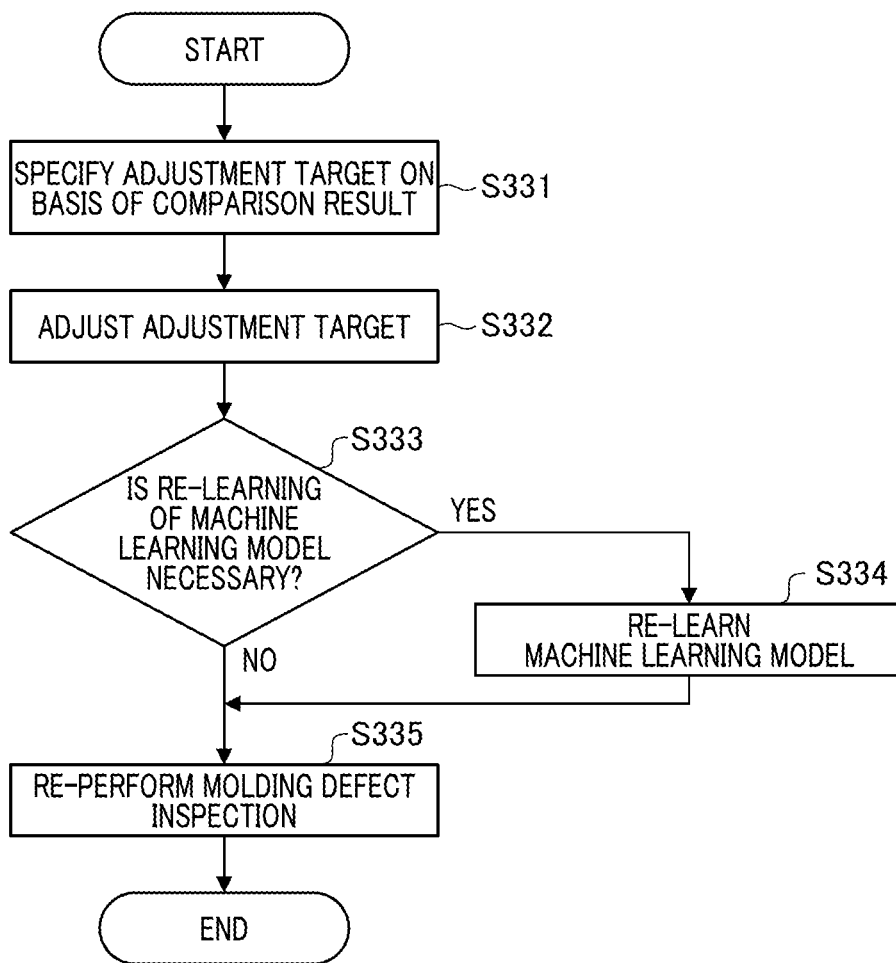 START
SPECIFY ADJUSTMENT TARGET ON
BASIS OF COMPARISON RESULT
S331
ADJUST ADJUSTMENT TARGET
S332
S333
IS RE-LEARNING
OF MACHINE
LEARNING MODEL
NECESSARY?
YES
S334
RE-LEARN
MACHINE LEARNING MODEL
NO
S335
RE-PERFORM MOLDING DEFECT
INSPECTION
END